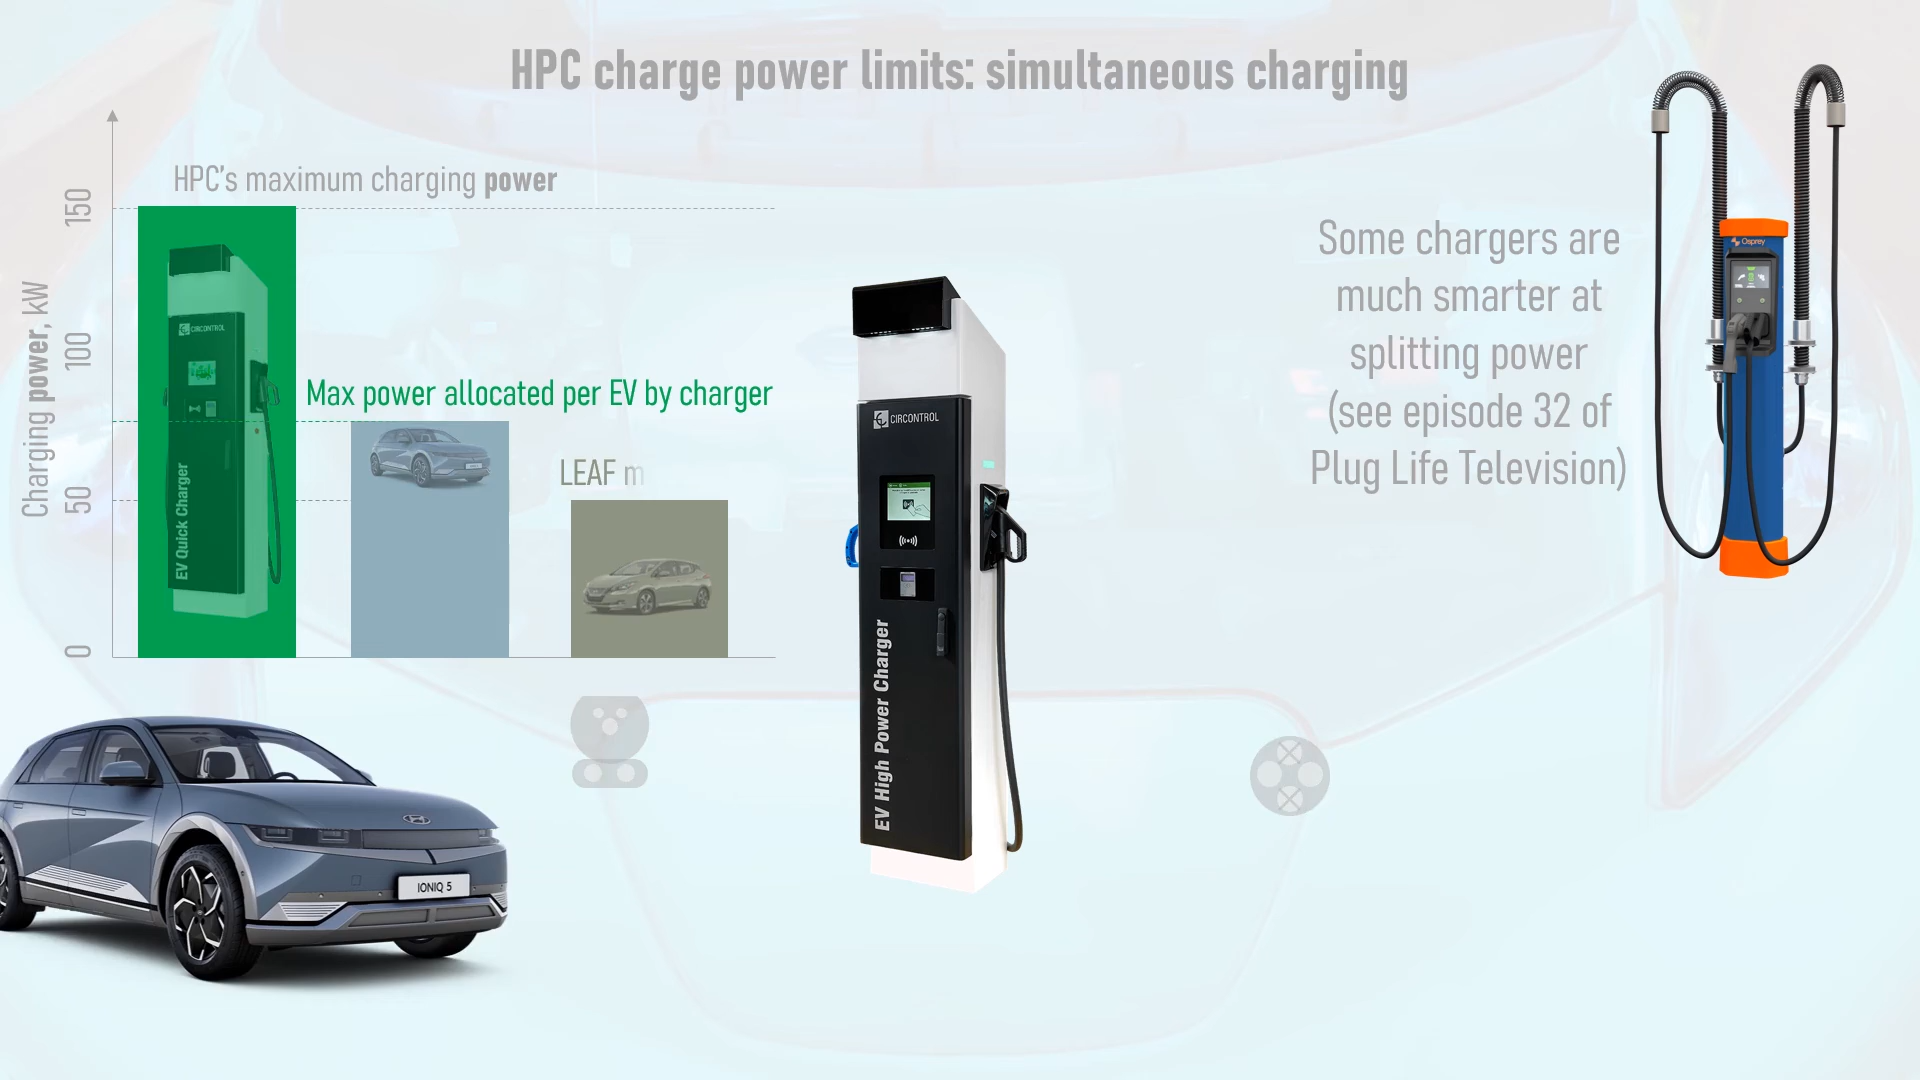 HPC charge power limits: simultaneous charging
HPC's maximum charging power
Charging power, kW
150
100
50
0
CIRCONTROL
EV Quick Charger
Max power allocated per EV by charger
LEAF m
CIRCONTROL
EV High Power Charger
Some chargers are
much smarter at
splitting power
(see episode 32 of
Plug Life Television)
Osprey
IONIQ 5